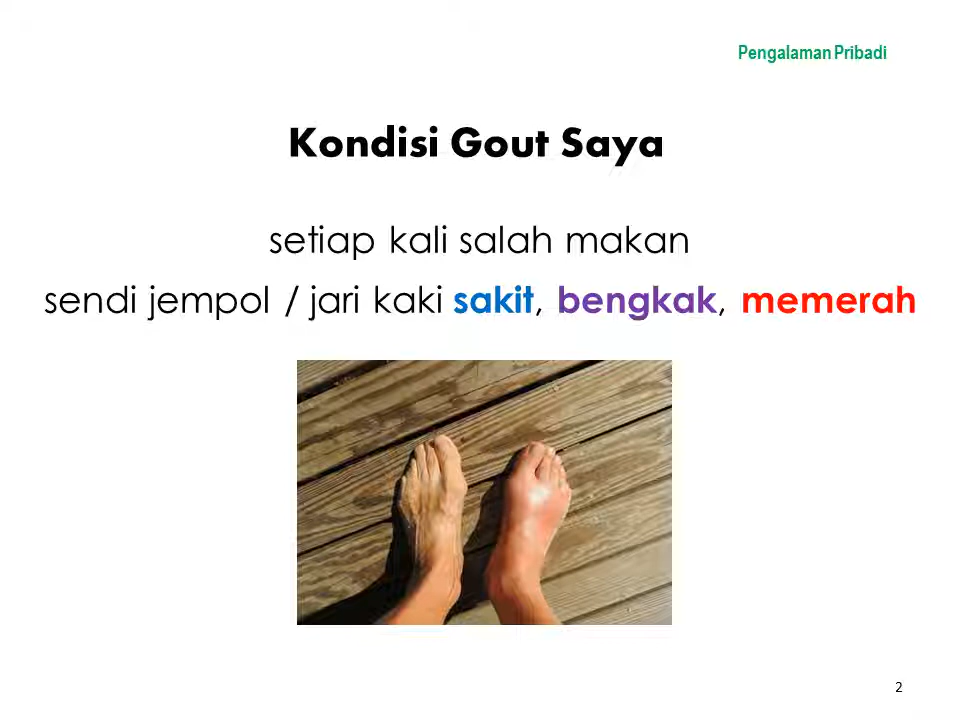 Pengalaman Pribadi
Kondisi Gout Saya
setiap kali salah makan
sendi jempol / jari kaki sakit, bengkak, memerah
2